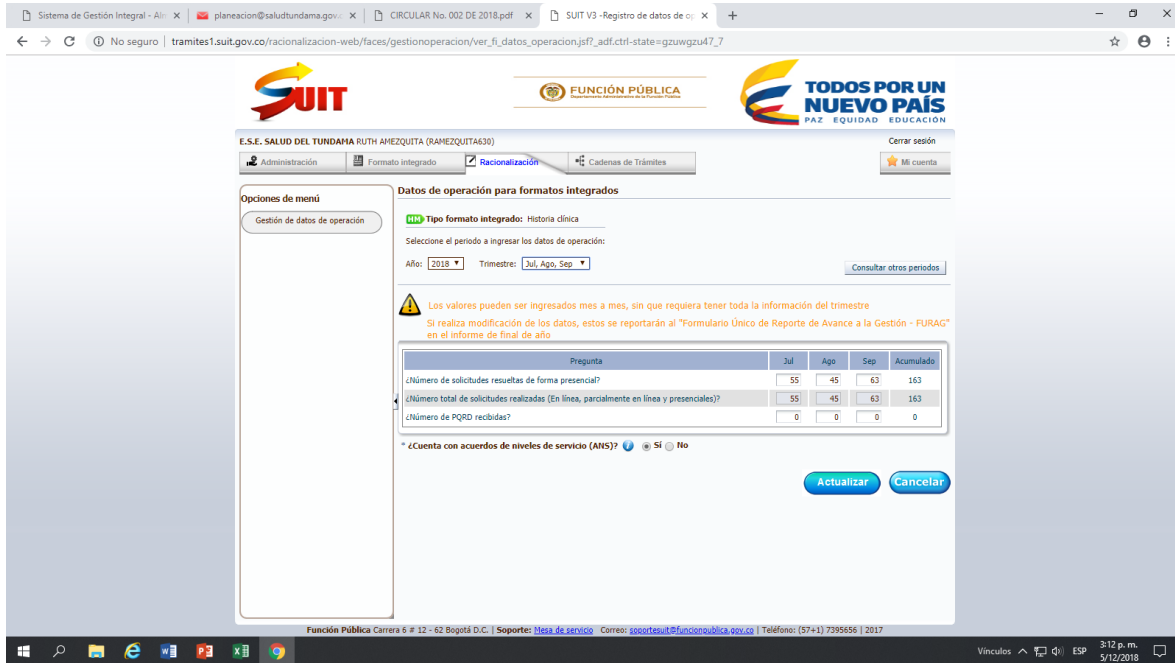 Sistema de Gestión Integral - Alm
planeacion@saludtundama.gov.c
CIRCULAR No. 002 DE 2018.pdf
SUIT V3 -Registro de datos de op
No seguro | tramites1.suit.gov.co/racionalizacion-web/faces/gestionoperacion/ver_fi_datos_operacion.jsf?_adf.ctrl-state=gzuwgzu47_7
SUIT
FUNCIÓN PÚBLICA
Departamento Administrativo de la Función Pública
TODOS POR UN
NUEVO PAÍS
PAZ EQUIDAD EDUCACIÓN
E.S.E. SALUD DEL TUNDAMA RUTH AMEZQUITA (RAMEZQUITA630)
Cerrar sesión
Administración
Formato integrado
Racionalización
Cadenas de Trámites
Mi cuenta
Opciones de menú
Gestión de datos de operación
Datos de operación para formatos integrados
HM Tipo formato integrado: Historia clínica
Seleccione el periodo a ingresar los datos de operación:
Año: 2018 Trimestre: Jul, Ago, Sep
Consultar otros periodos
Los valores pueden ser ingresados mes a mes, sin que requiera tener toda la información del trimestre
Si realiza modificación de los datos, estos se reportarán al "Formulario Único de Reporte de Avance a la Gestión - FURAG"
en el informe de final de año
Pregunta Jul Ago Sep Acumulado
¿Número de solicitudes resueltas de forma presencial? 55 45 63 163
¿Número total de solicitudes realizadas (En línea, parcialmente en línea y presenciales)? 55 45 63 163
¿Número de PQRD recibidas? 0 0 0 0
* ¿Cuenta con acuerdos de niveles de servicio (ANS)? Sí No
Actualizar Cancelar
Función Pública Carrera 6 # 12 - 62 Bogotá D.C. | Soporte: Mesa de servicio Correo: soportesuit@funcionpublica.gov.co | Teléfono: (57+1) 7395656 | 2017
Vínculos ESP 3:12 p. m.
5/12/2018